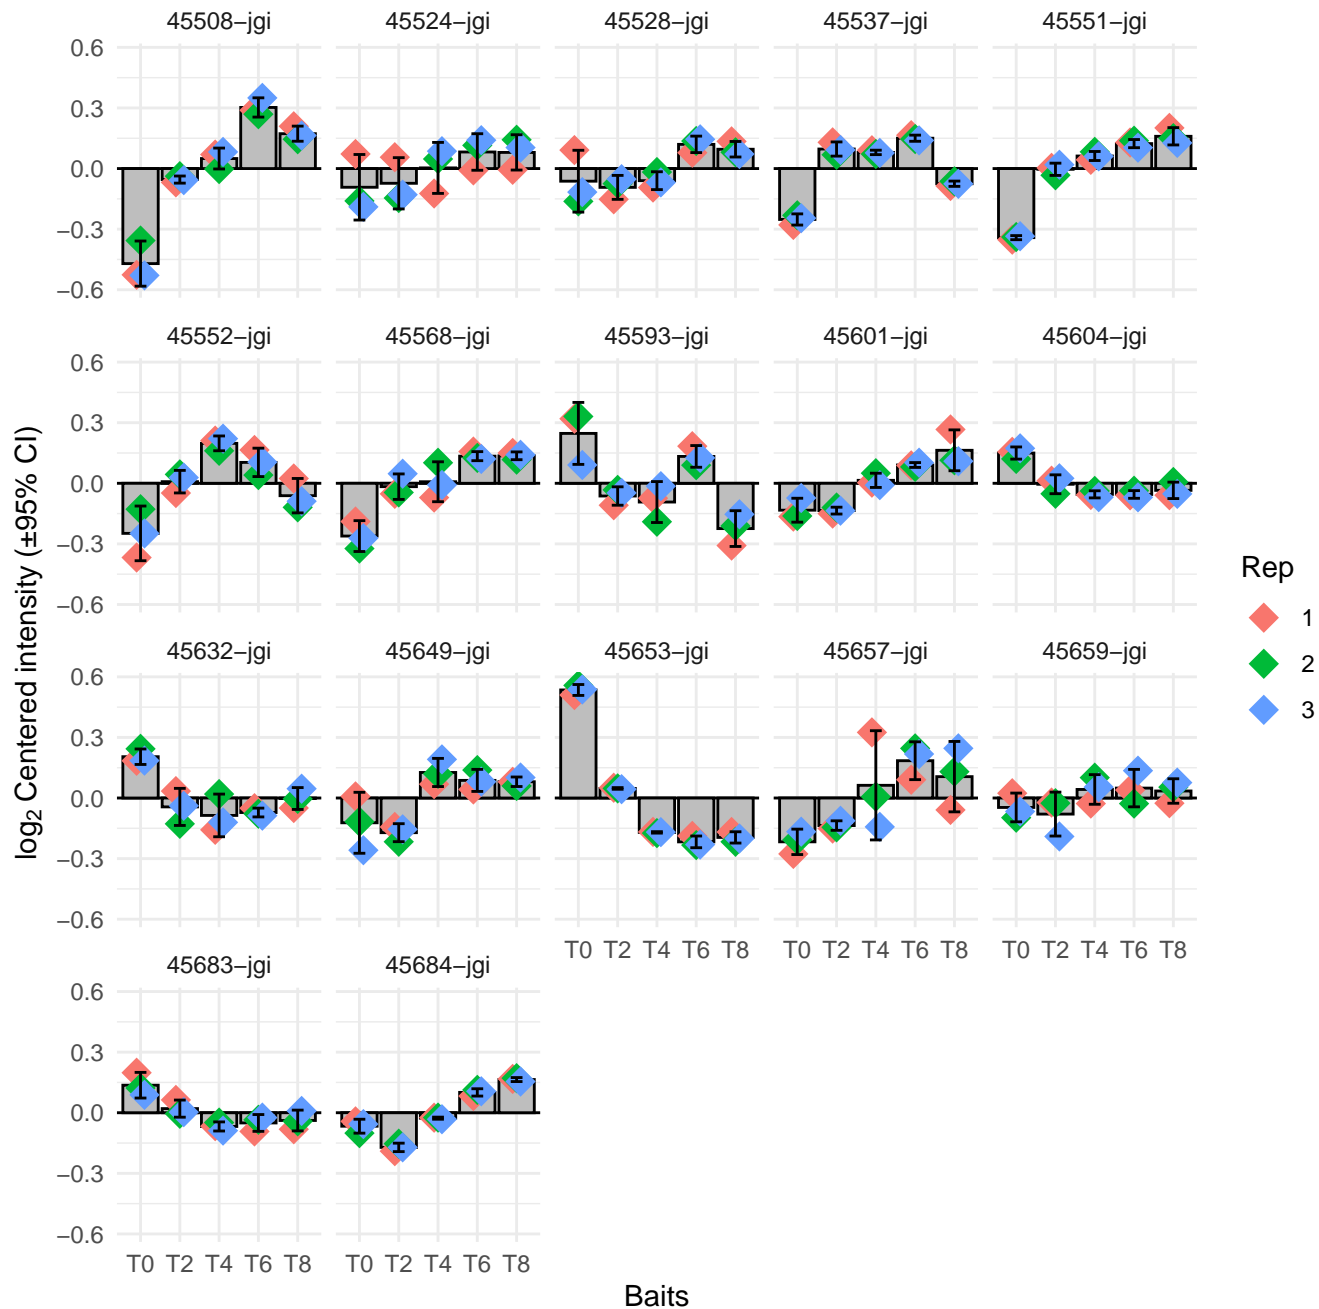 45508−jgi 45524−jgi 45528−jgi 45537−jgi 45551−jgi
0.6
0.3
0.0
−0.3
−0.6
45552−jgi 45568−jgi 45593−jgi 45601−jgi 45604−jgi
0.6
0.3
0.0
−0.3
−0.6
45632−jgi 45649−jgi 45653−jgi 45657−jgi 45659−jgi
0.6
0.3
0.0
−0.3
−0.6
T0 T2 T4 T6 T8 T0 T2 T4 T6 T8 T0 T2 T4 T6 T8
45683−jgi 45684−jgi
0.6
0.3
0.0
−0.3
−0.6
T0 T2 T4 T6 T8 T0 T2 T4 T6 T8
Baits
log₂ Centered intensity (±95% CI)
Rep
1
2
3